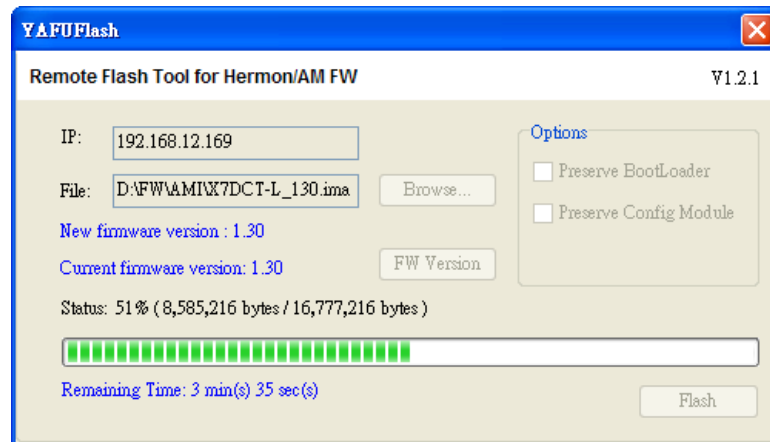 YAFUFlash
Remote Flash Tool for Hermon/AM FW V1.2.1
IP: 192.168.12.169
File: D:\FW\AMI\X7DCT-L_130.ima Browse...
New firmware version : 1.30
Current firmware version: 1.30 FW Version
Options
Preserve BootLoader
Preserve Config Module
Status: 51% ( 8,585,216 bytes / 16,777,216 bytes )
Remaining Time: 3 min(s) 35 sec(s)
Flash